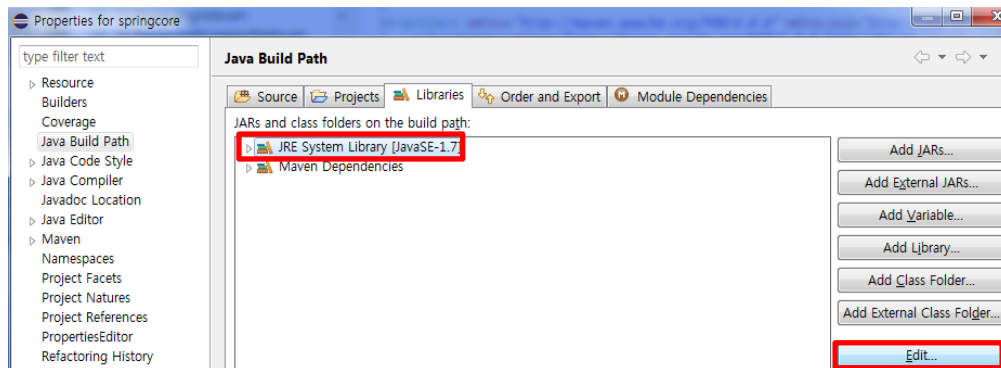 Properties for springcore
type filter text
Java Build Path
Resource
Builders
Coverage
Java Build Path
Java Code Style
Java Compiler
Javadoc Location
Java Editor
Maven
Namespaces
Project Facets
Project Natures
Project References
PropertiesEditor
Refactoring History
Source
Projects
Libraries
Order and Export
Module Dependencies
JARs and class folders on the build path:
JRE System Library [JavaSE-1.7]
Maven Dependencies
Add JARs...
Add External JARs...
Add Variable...
Add Library...
Add Class Folder...
Add External Class Folder...
Edit...